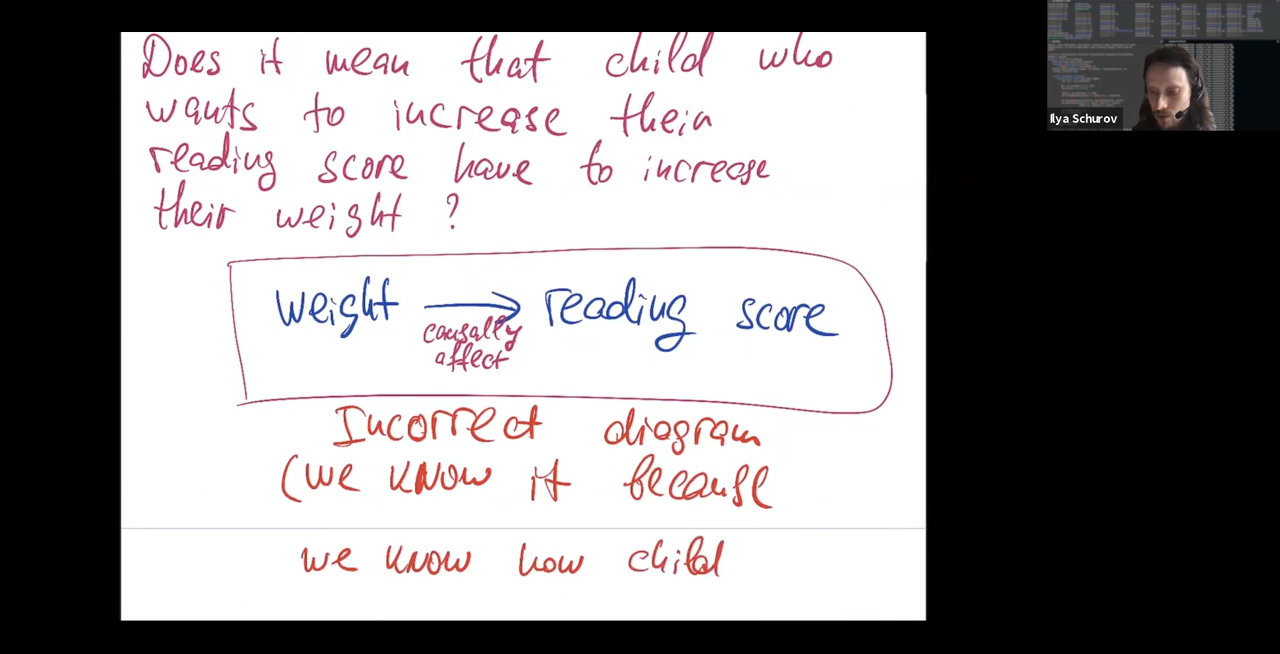 Does it mean that child who
wants to increase their
reading score have to increase
their weight ?
weight → reading score
causally
affect
Incorrect diagram
(we know it because
we know how child
Ilya Schurov